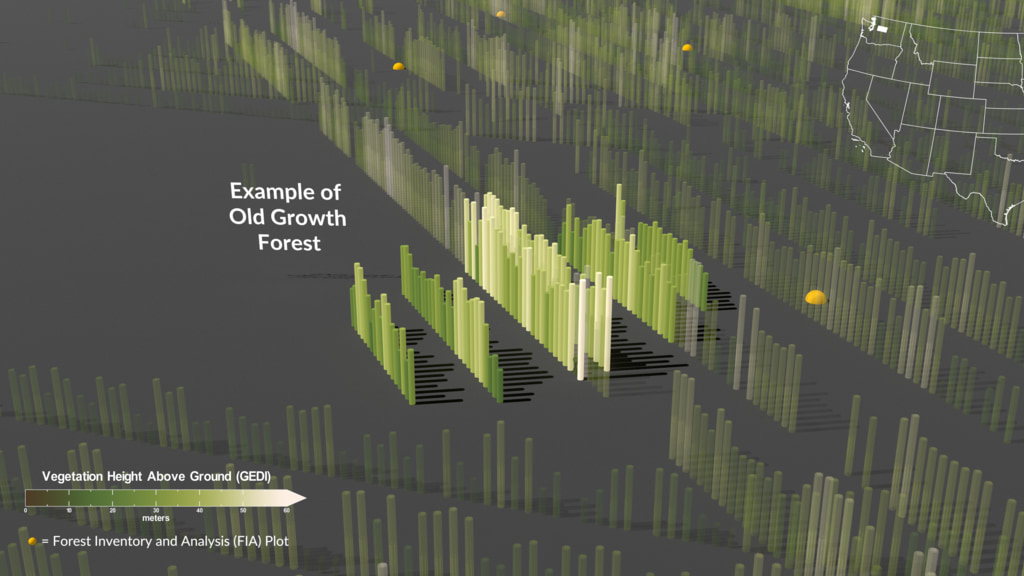 Example of
Old Growth
Forest
Vegetation Height Above Ground (GEDI)
0 10 20 30 40 50 60
meters
= Forest Inventory and Analysis (FIA) Plot